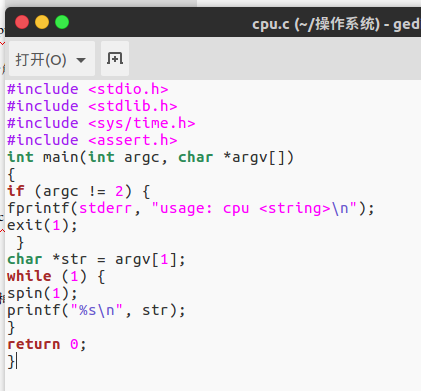 cpu.c (~/操作系统) - ged
打开(O)
#include <stdio.h>
#include <stdlib.h>
#include <sys/time.h>
#include <assert.h>
int main(int argc, char *argv[])
{
if (argc != 2) {
fprintf(stderr, "usage: cpu <string>\n");
exit(1);
 }
char *str = argv[1];
while (1) {
spin(1);
printf("%s\n", str);
}
return 0;
}